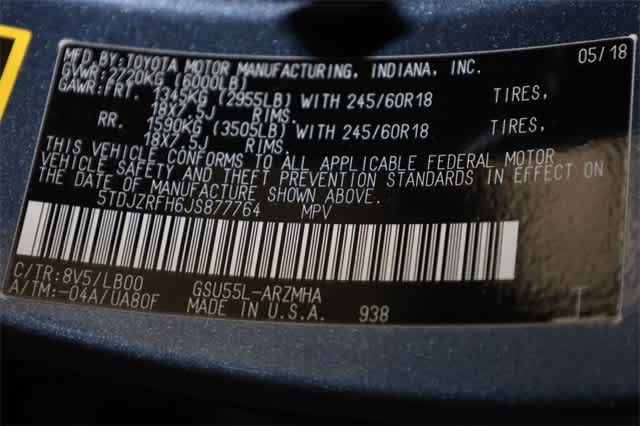 MFD. BY:TOYOTA MOTOR MANUFACTURING, INDIANA, INC. 05/18
GVWR:2720KG (6000LB)
GAWR:FRT. 1345KG (2955LB) WITH 245/60R18 TIRES,
18X7.5J RIMS.
RR. 1590KG (3505LB) WITH 245/60R18 TIRES,
18X7.5J RIMS.
THIS VEHICLE CONFORMS TO ALL APPLICABLE FEDERAL MOTOR
VEHICLE SAFETY AND THEFT PREVENTION STANDARDS IN EFFECT ON
THE DATE OF MANUFACTURE SHOWN ABOVE.
5TDJZRFH6JS877764 MPV
C/TR:8V5/LB00 GSU55L-ARZMHA
A/TM:-04A/UA80F MADE IN U.S.A. 938